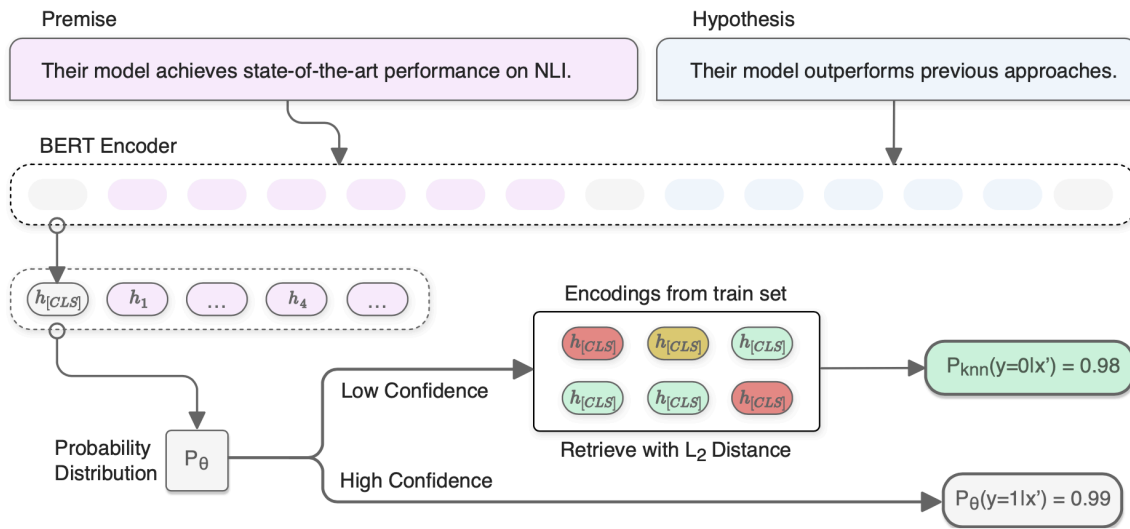 Premise
Hypothesis
Their model achieves state-of-the-art performance on NLI.
Their model outperforms previous approaches.
BERT Encoder
h[CLS]
h1
...
h4
...
Encodings from train set
h[CLS]
h[CLS]
h[CLS]
h[CLS]
h[CLS]
h[CLS]
Retrieve with L2 Distance
Low Confidence
Pknn(y=0|x’) = 0.98
Probability
Distribution
Pθ
High Confidence
Pθ(y=1|x’) = 0.99